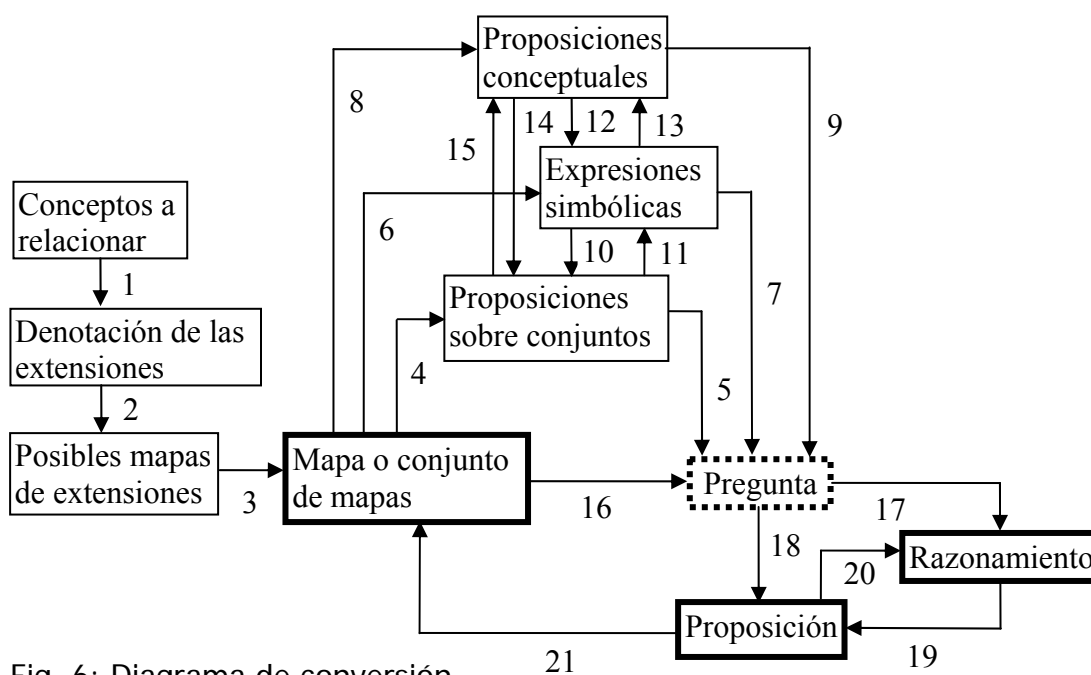 Proposiciones
conceptuales
8
14
12
13
9
15
Expresiones
simbólicas
Conceptos a
relacionar
6
10
11
1
7
Proposiciones
sobre conjuntos
Denotación de las
extensiones
4
5
2
Posibles mapas
de extensiones
Mapa o conjunto
de mapas
Pregunta
3
16
17
18
20
Razonamiento
Proposición
21
19
Fig. 6: Diagrama de conversión